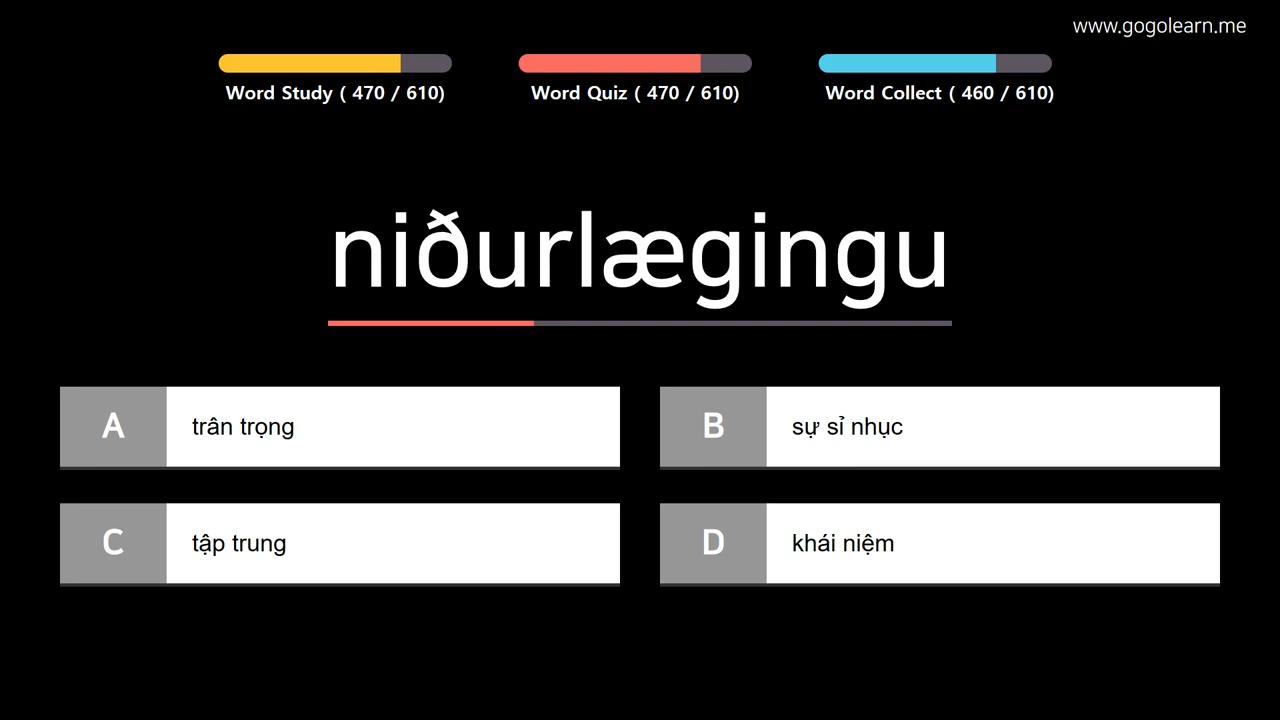 www.gogolearn.me
Word Study ( 470 / 610)
Word Quiz ( 470 / 610)
Word Collect ( 460 / 610)
niðurlægingu
A
trân trọng
B
sự sỉ nhục
C
tập trung
D
khái niệm